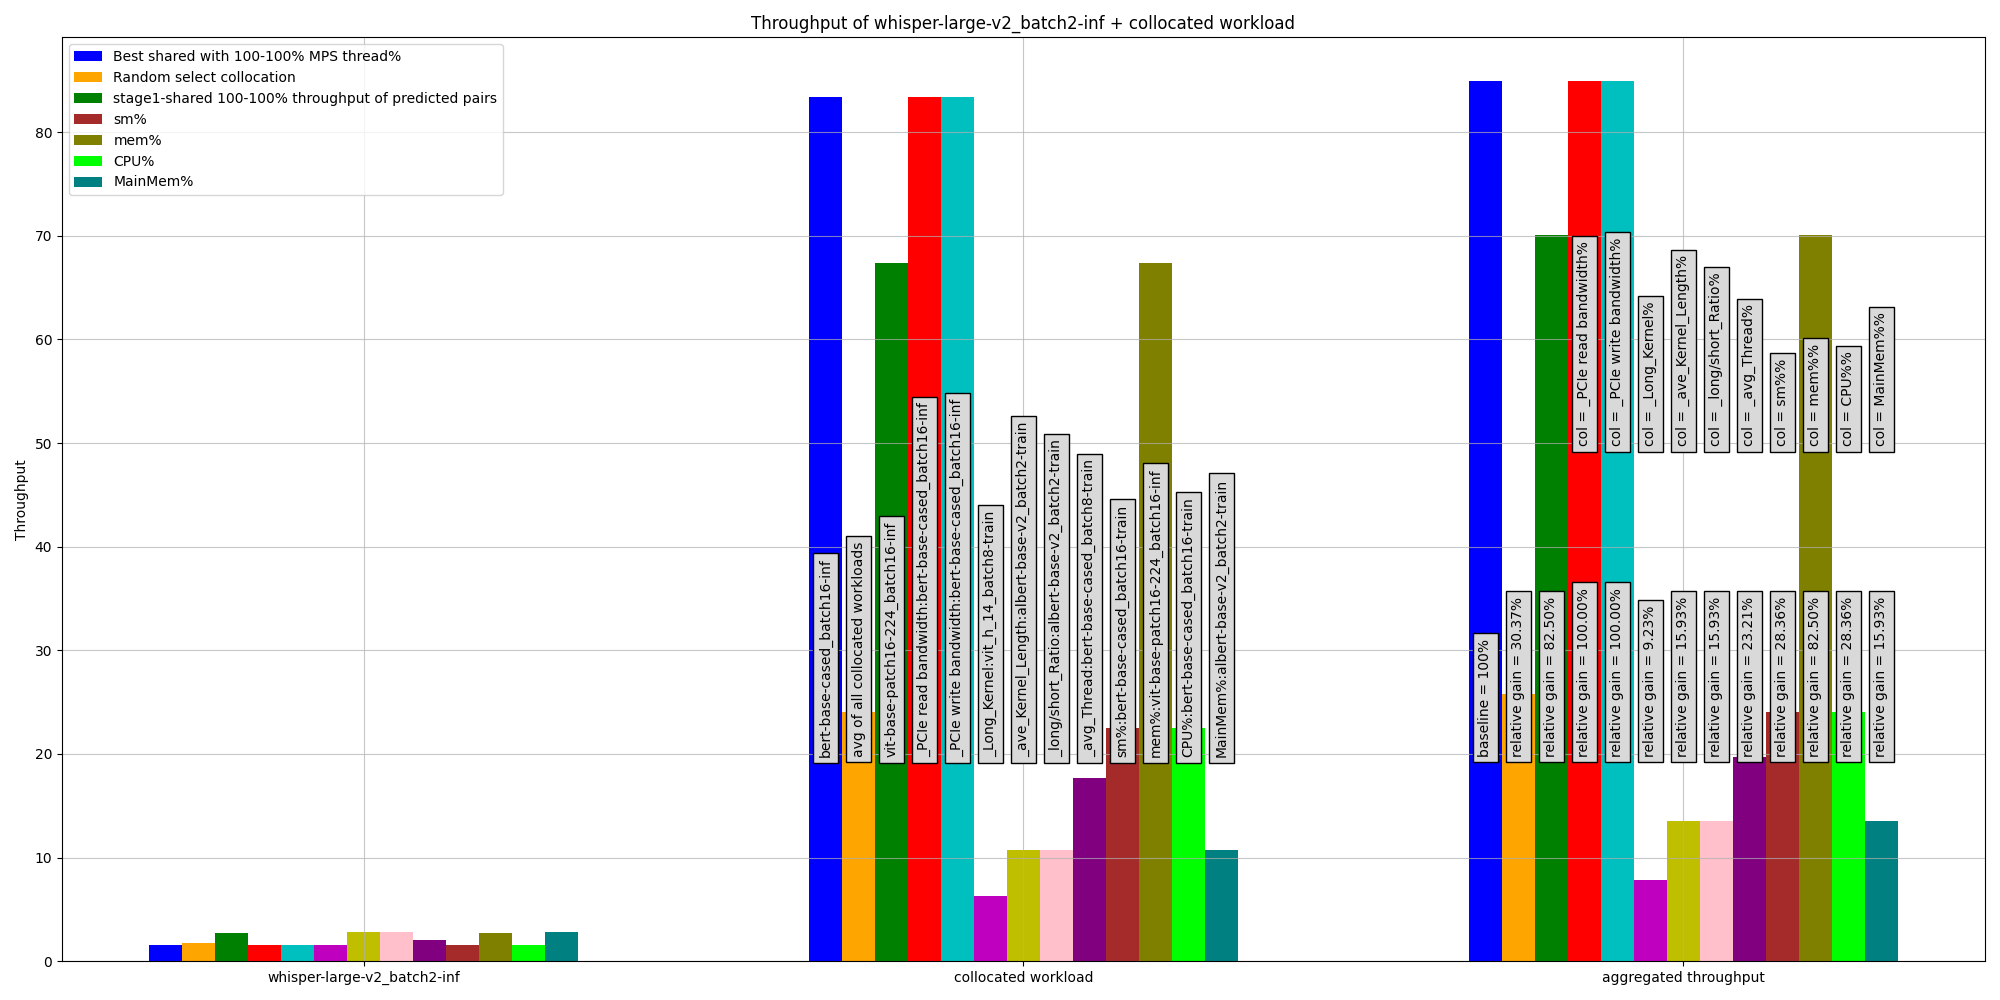 Throughput of whisper-large-v2_batch2-inf + collocated workload
Best shared with 100-100% MPS thread%
Random select collocation
stage1-shared 100-100% throughput of predicted pairs
sm%
mem%
CPU%
MainMem%
Throughput
80
70
60
50
40
30
20
10
0
bert-base-cased_batch16-inf
avg of all collocated workloads
vit-base-patch16-224_batch16-inf
_PCIe read bandwidth:bert-base-cased_batch16-inf
_PCIe write bandwidth:bert-base-cased_batch16-inf
_Long_Kernel:vit_h_14_batch8-train
_ave_Kernel_Length:albert-base-v2_batch2-train
_long/short_Ratio:albert-base-v2_batch2-train
_avg_Thread:bert-base-cased_batch8-train
sm%:bert-base-cased_batch16-train
mem%:vit-base-patch16-224_batch16-inf
CPU%:bert-base-cased_batch16-train
MainMem%:albert-base-v2_batch2-train
col = _PCIe read bandwidth%
col = _PCIe write bandwidth%
col = _Long_Kernel%
col = _ave_Kernel_Length%
col = _long/short_Ratio%
col = _avg_Thread%
col = sm%%
col = mem%%
col = CPU%%
col = MainMem%%
baseline = 100%
relative gain = 30.37%
relative gain = 82.50%
relative gain = 100.00%
relative gain = 100.00%
relative gain = 9.23%
relative gain = 15.93%
relative gain = 15.93%
relative gain = 23.21%
relative gain = 28.36%
relative gain = 82.50%
relative gain = 28.36%
relative gain = 15.93%
whisper-large-v2_batch2-inf
collocated workload
aggregated throughput